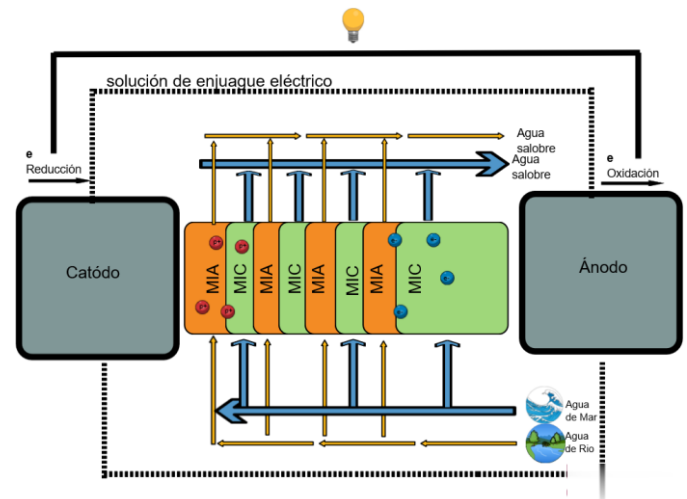 solución de enjuague eléctrico
Agua
salobre
Agua
salobre
e
Reducción
e
Oxidación
Catódo
MIA
MIC
MIA
MIC
MIA
MIC
MIA
MIC
Ánodo
Agua
de Mar
Agua
de Rio